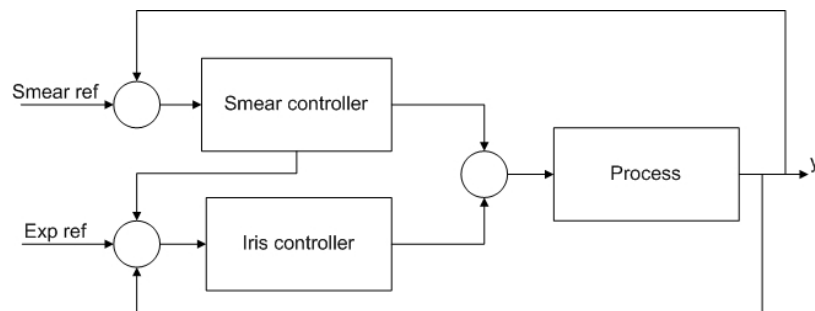 Smear ref
Smear controller
Process
y
Exp ref
Iris controller